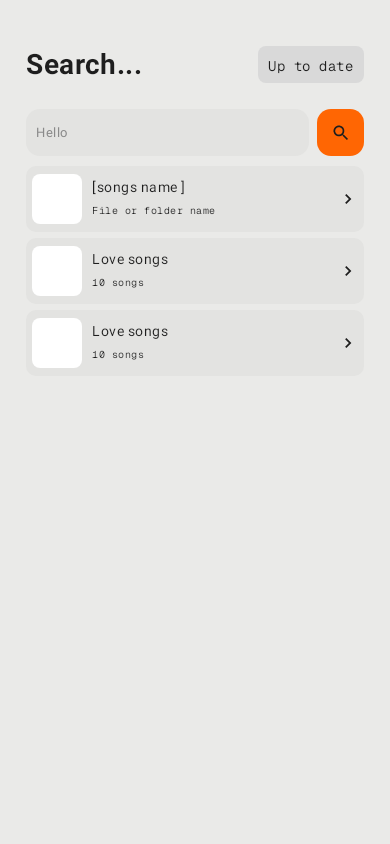 Search...
Up to date
Hello
[songs name]
File or folder name
Love songs
10 songs
Love songs
10 songs